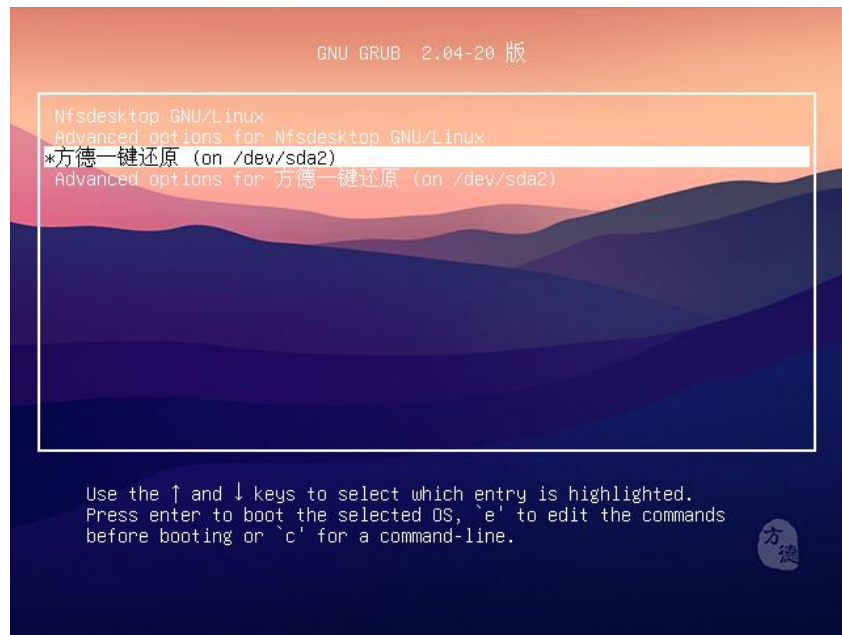 GNU GRUB 2.04-20 版
Nfsdesktop GNU/Linux
Advanced options for Nfsdesktop GNU/Linux
*方德一键还原 (on /dev/sda2)
Advanced options for 方德一键还原 (on /dev/sda2)
Use the ↑ and ↓ keys to select which entry is highlighted.
Press enter to boot the selected OS, `e' to edit the commands
before booting or `c' for a command-line.
方德